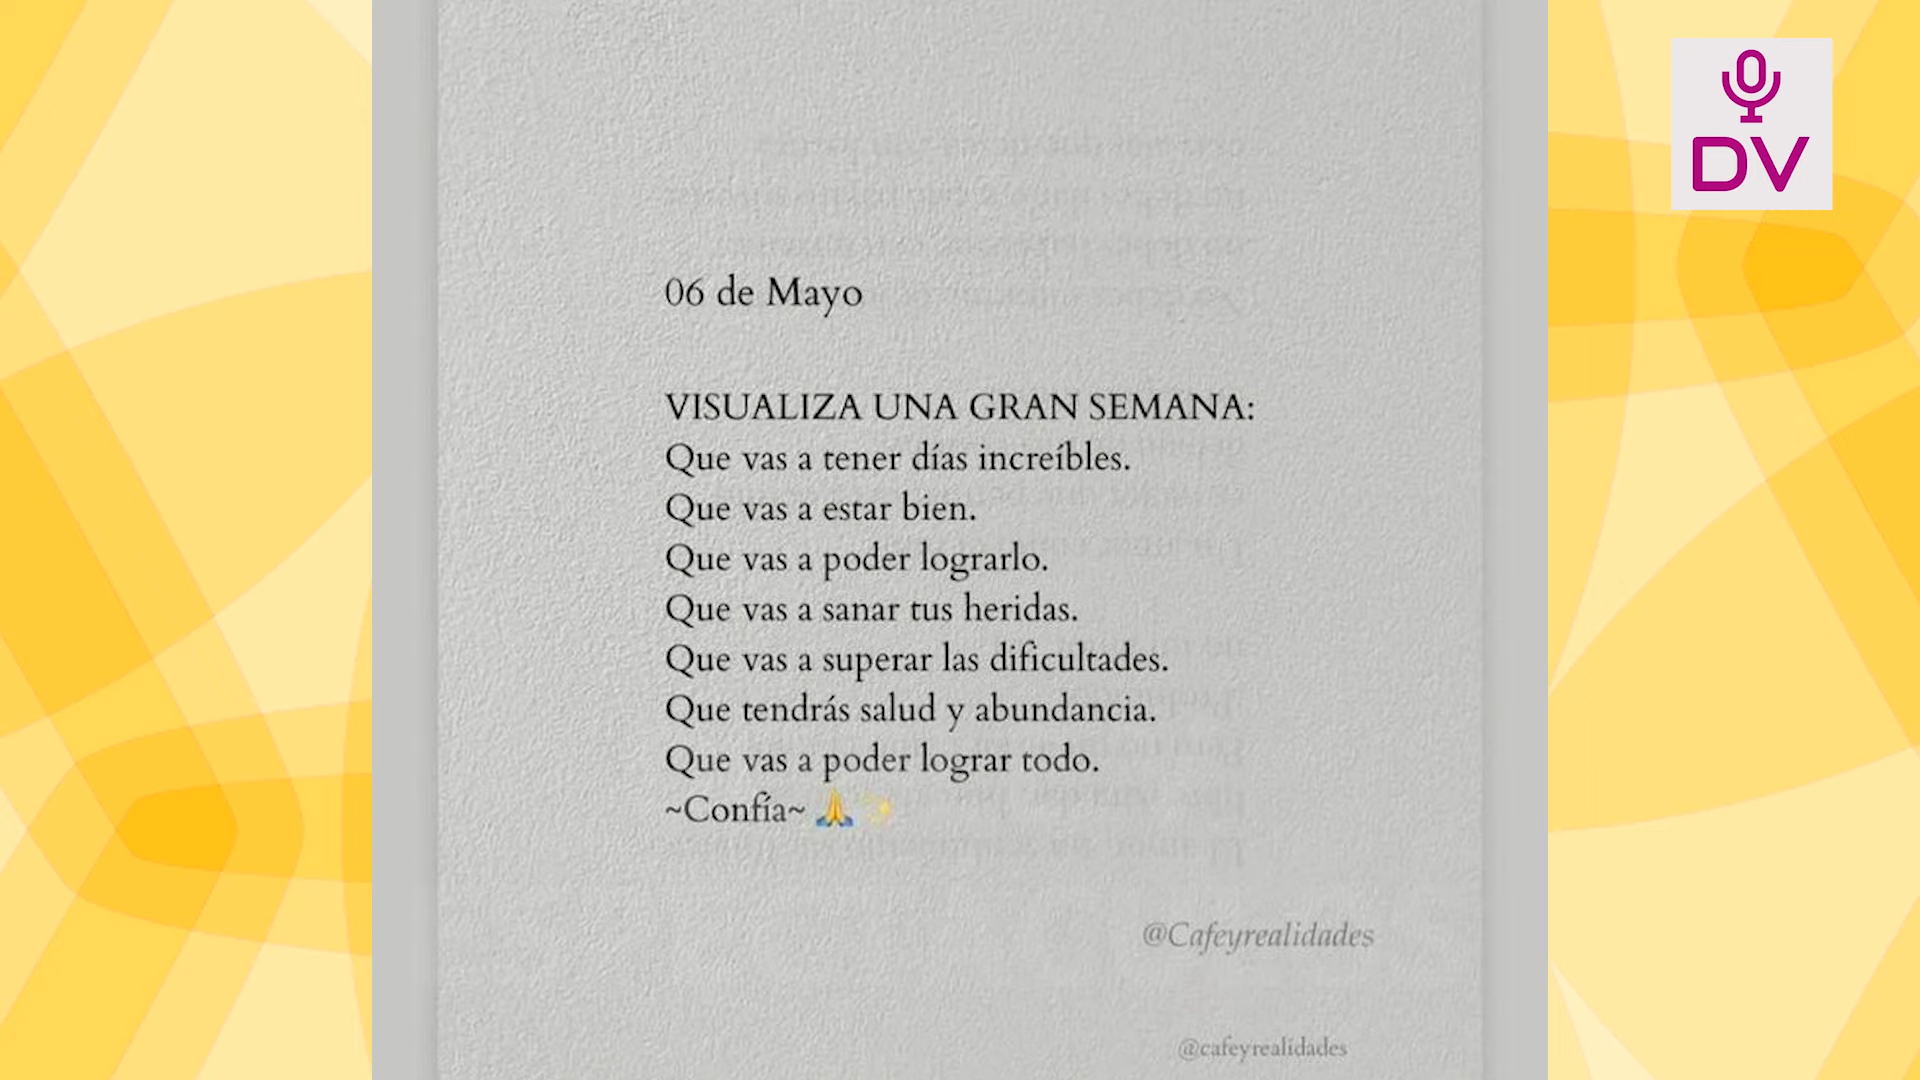 DV
06 de Mayo
VISUALIZA UNA GRAN SEMANA:
Que vas a tener días increíbles.
Que vas a estar bien.
Que vas a poder lograrlo.
Que vas a sanar tus heridas.
Que vas a superar las dificultades.
Que tendrás salud y abundancia.
Que vas a poder lograr todo.
~Confía~ 🙏✨
@Cafeyrealidades
@cafeyrealidades